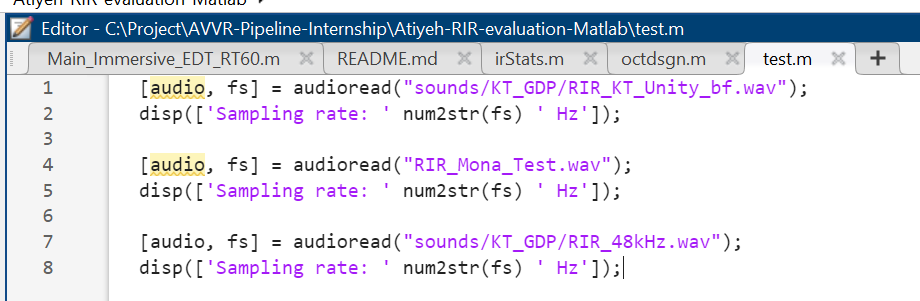 Atiyeh-RIR-evaluation-Matlab
Editor - C:\Project\AVVR-Pipeline-Internship\Atiyeh-RIR-evaluation-Matlab\test.m
Main_Immersive_EDT_RT60.m × README.md × irStats.m × octdsgn.m × test.m × +
1 [audio, fs] = audioread("sounds/KT_GDP/RIR_KT_Unity_bf.wav");
2 disp(['Sampling rate: ' num2str(fs) ' Hz']);
3
4 [audio, fs] = audioread("RIR_Mona_Test.wav");
5 disp(['Sampling rate: ' num2str(fs) ' Hz']);
6
7 [audio, fs] = audioread("sounds/KT_GDP/RIR_48kHz.wav");
8 disp(['Sampling rate: ' num2str(fs) ' Hz']);